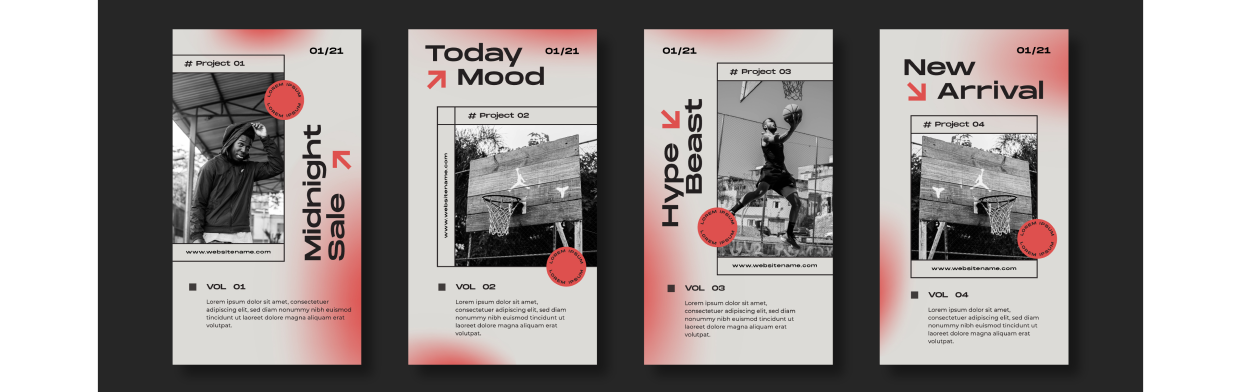 01/21
# Project 01
LOREM IPSUM
LOREM IPSUM
Midnight
Sale
www.websitename.com
VOL 01
Lorem ipsum dolor sit amet, consectetuer
adipiscing elit, sed diam nonummy nibh euismod
tincidunt ut laoreet dolore magna aliquam erat
volutpat.
Today
01/21
Mood
# Project 02
www.websitename.com
LOREM IPSUM
LOREM IPSUM
VOL 02
Lorem ipsum dolor sit amet,
consectetuer adipiscing elit, sed diam
nonummy nibh euismod tincidunt ut
laoreet dolore magna aliquam erat
volutpat.
01/21
# Project 03
Hype
Beast
LOREM IPSUM
LOREM IPSUM
www.websitename.com
VOL 03
Lorem ipsum dolor sit amet,
consectetuer adipiscing elit, sed diam
nonummy nibh euismod tincidunt ut
laoreet dolore magna aliquam erat
volutpat.
01/21
New
Arrival
# Project 04
LOREM IPSUM
LOREM IPSUM
www.websitename.com
VOL 04
Lorem ipsum dolor sit amet,
consectetuer adipiscing elit, sed diam
nonummy nibh euismod tincidunt ut
laoreet dolore magna aliquam erat
volutpat.